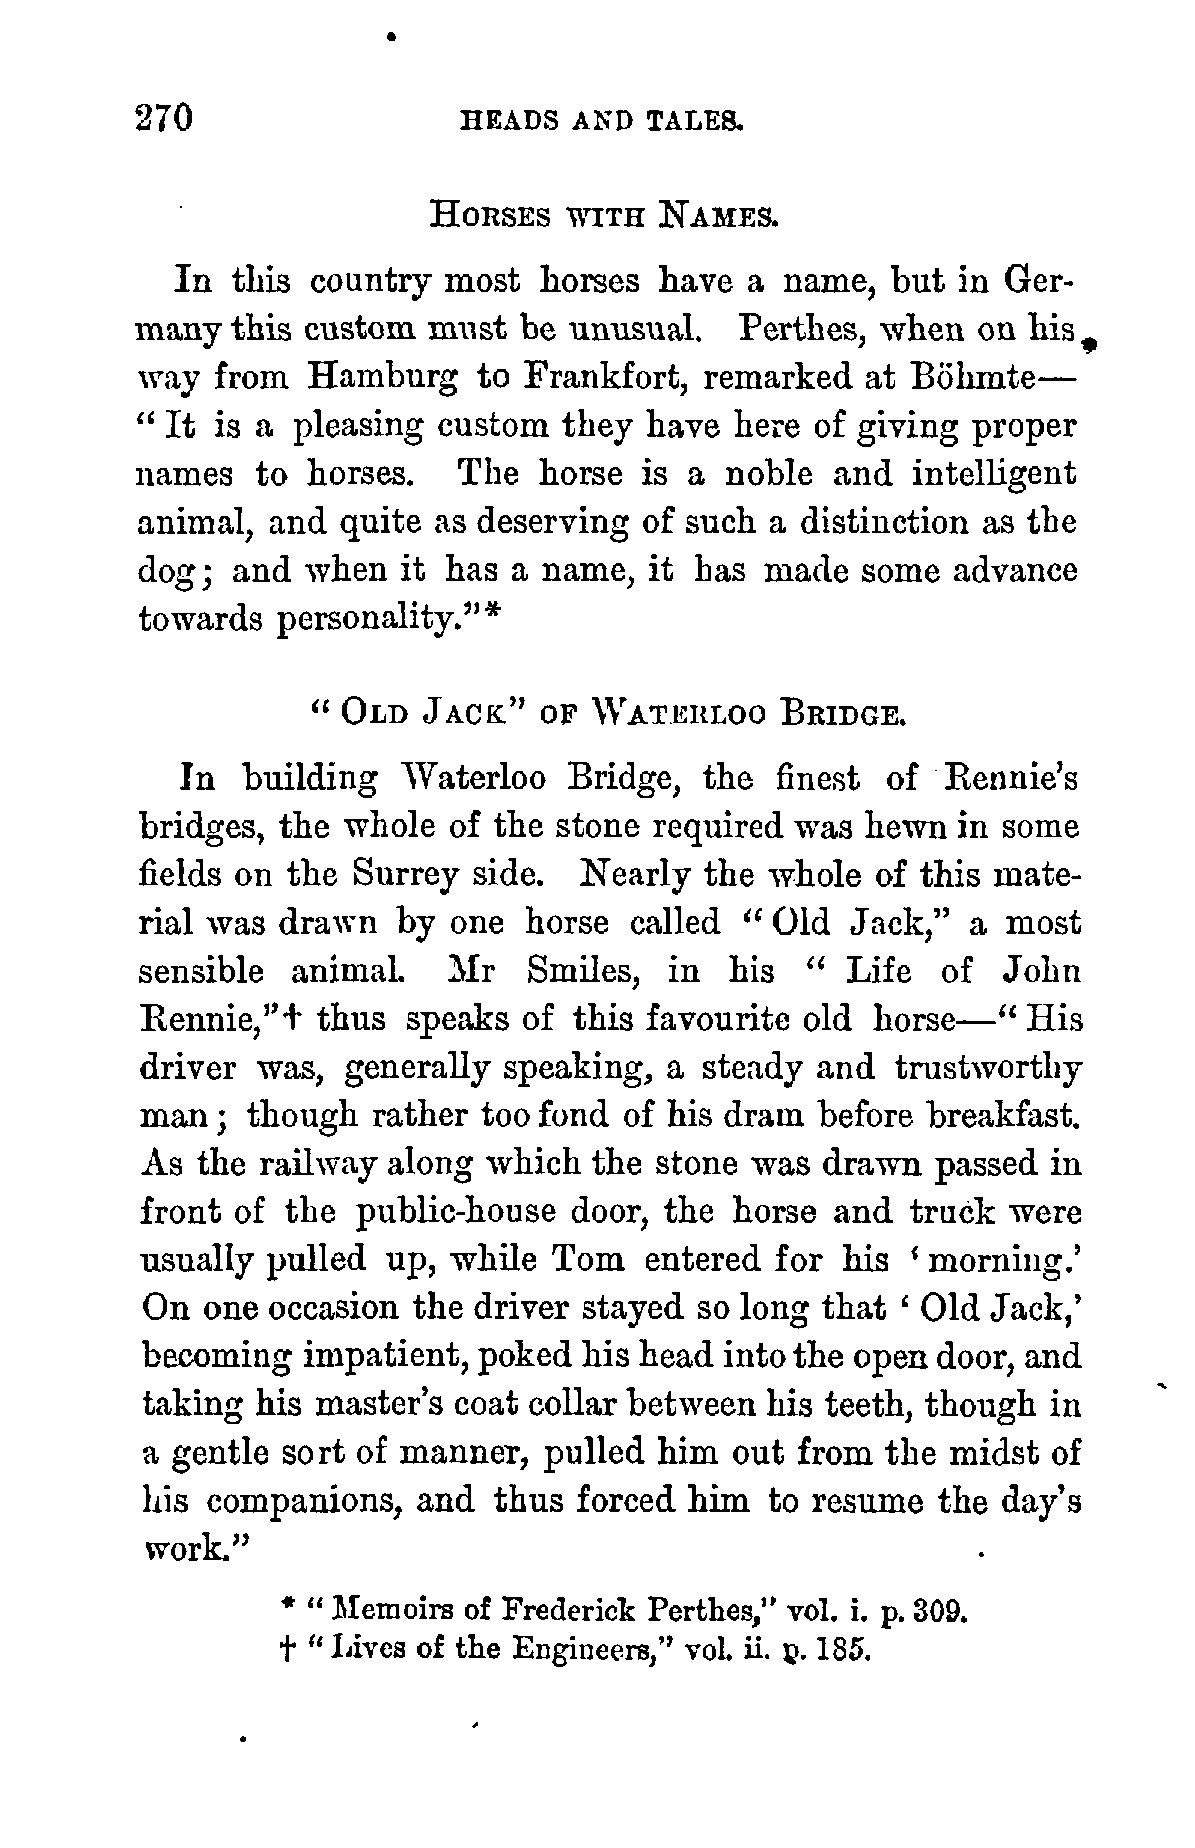 270 HEADS AND TALES.
HORSES WITH NAMES.
In this country most horses have a name, but in Ger-
many this custom must be unusual. Perthes, when on his
way from Hamburg to Frankfort, remarked at Böhmte—
“ It is a pleasing custom they have here of giving proper
names to horses. The horse is a noble and intelligent
animal, and quite as deserving of such a distinction as the
dog; and when it has a name, it has made some advance
towards personality.”*
“ OLD JACK” OF WATERLOO BRIDGE.
In building Waterloo Bridge, the finest of Rennie’s
bridges, the whole of the stone required was hewn in some
fields on the Surrey side. Nearly the whole of this mate-
rial was drawn by one horse called “ Old Jack,” a most
sensible animal. Mr Smiles, in his “ Life of John
Rennie,”† thus speaks of this favourite old horse—“ His
driver was, generally speaking, a steady and trustworthy
man ; though rather too fond of his dram before breakfast.
As the railway along which the stone was drawn passed in
front of the public-house door, the horse and truck were
usually pulled up, while Tom entered for his ‘ morning.’
On one occasion the driver stayed so long that ‘ Old Jack,’
becoming impatient, poked his head into the open door, and
taking his master’s coat collar between his teeth, though in
a gentle sort of manner, pulled him out from the midst of
his companions, and thus forced him to resume the day’s
work.”
* “ Memoirs of Frederick Perthes,” vol. i. p. 309.
† “ Lives of the Engineers,” vol. ii. p. 185.